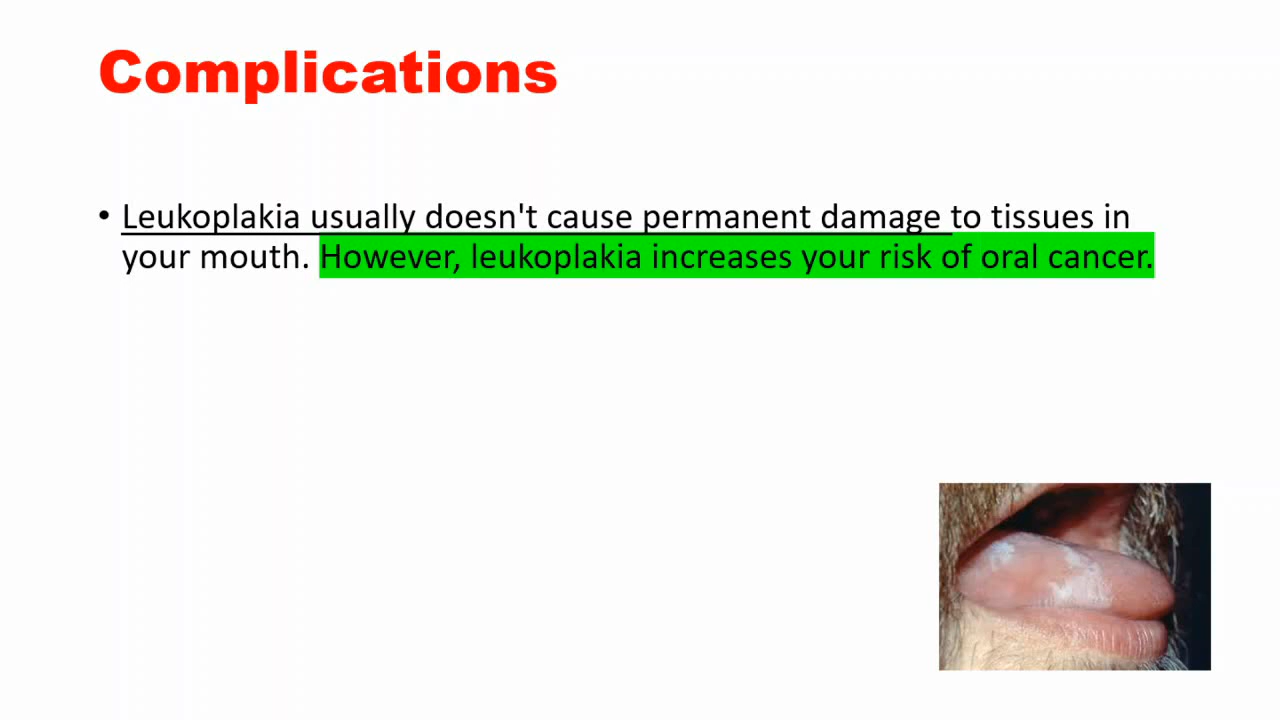 Complications
• Leukoplakia usually doesn't cause permanent damage to tissues in
your mouth. However, leukoplakia increases your risk of oral cancer.